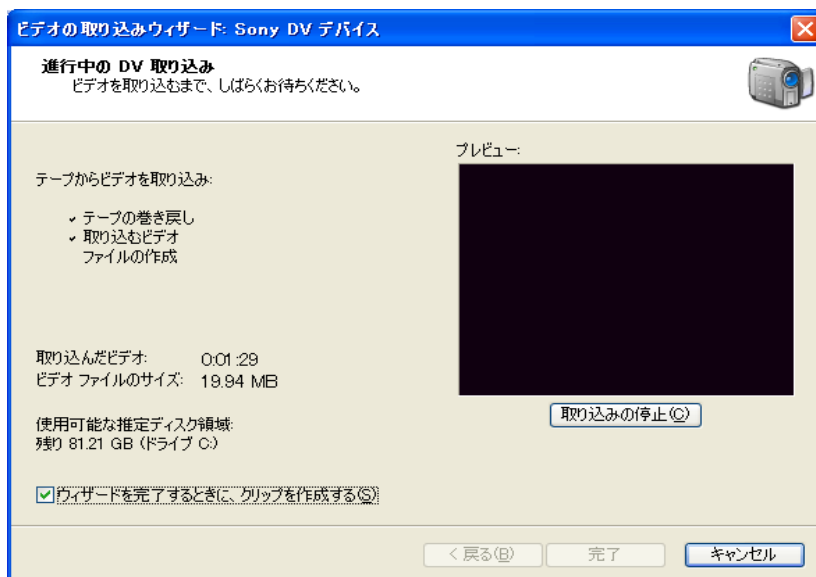 ビデオの取り込みウィザード: Sony DV デバイス
進行中の DV 取り込み
ビデオを取り込むまで、しばらくお待ちください。
プレビュー:
テープからビデオを取り込み:
テープの巻き戻し
取り込むビデオ
ファイルの作成
取り込んだビデオ: 0:01:29
ビデオ ファイルのサイズ: 19.94 MB
取り込みの停止(C)
使用可能な推定ディスク領域:
残り 81.21 GB (ドライブ C:)
ウィザードを完了するときに、クリップを作成する(S)
< 戻る(B) 完了 キャンセル